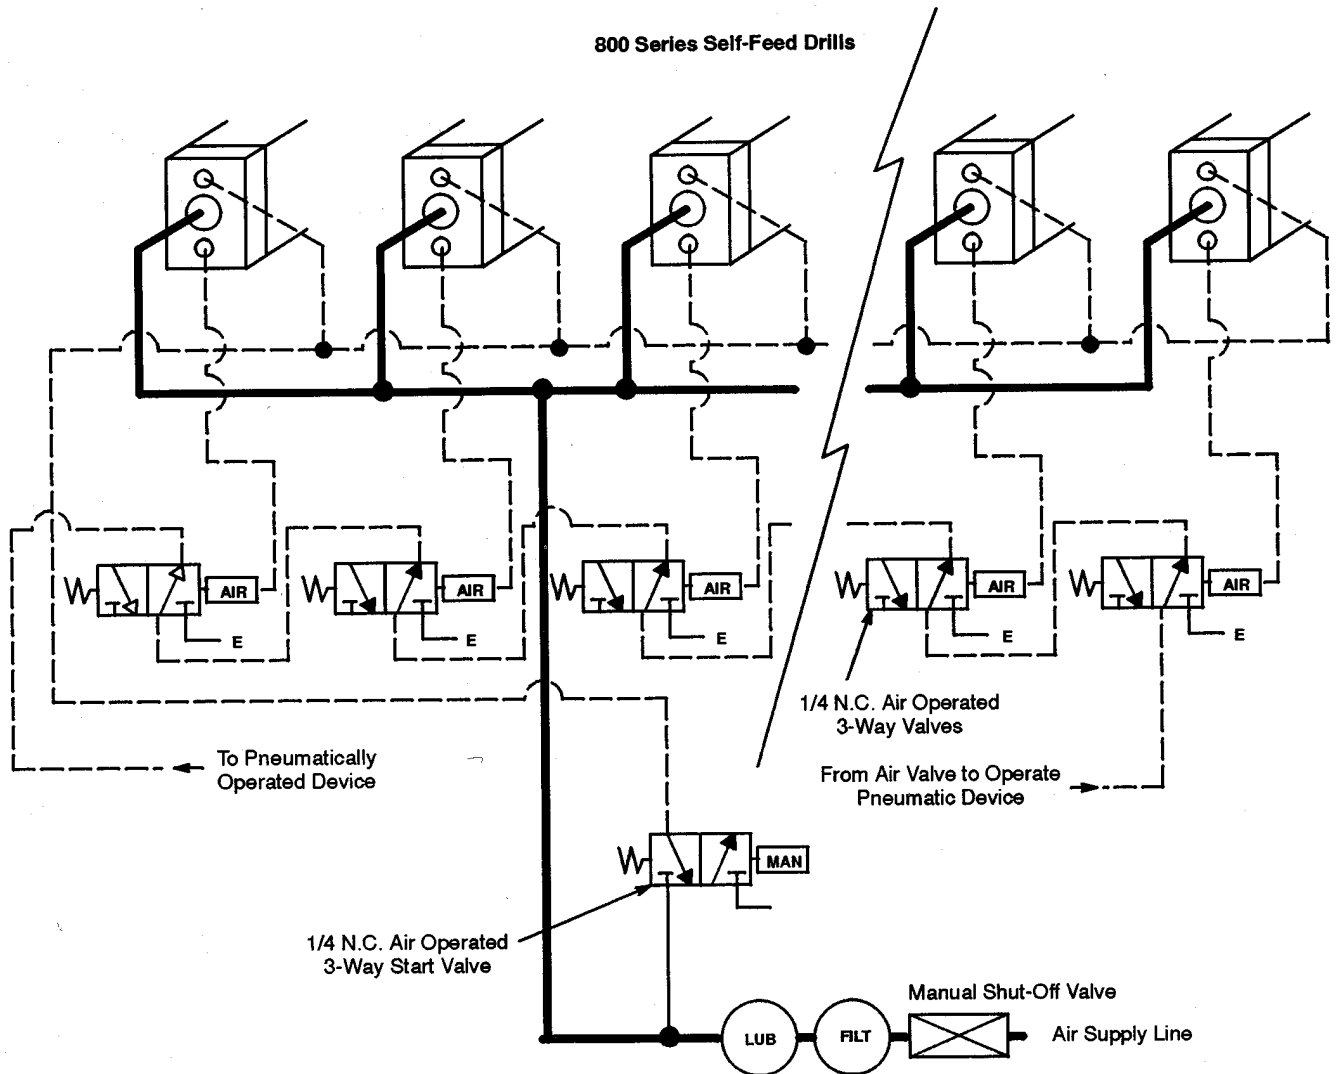 800 Series Self-Feed Drills
AIR
AIR
AIR
AIR
AIR
E
E
E
E
E
1/4 N.C. Air Operated
3-Way Valves
To Pneumatically
Operated Device
From Air Valve to Operate
Pneumatic Device
MAN
1/4 N.C. Air Operated
3-Way Start Valve
Manual Shut-Off Valve
LUB
FILT
Air Supply Line